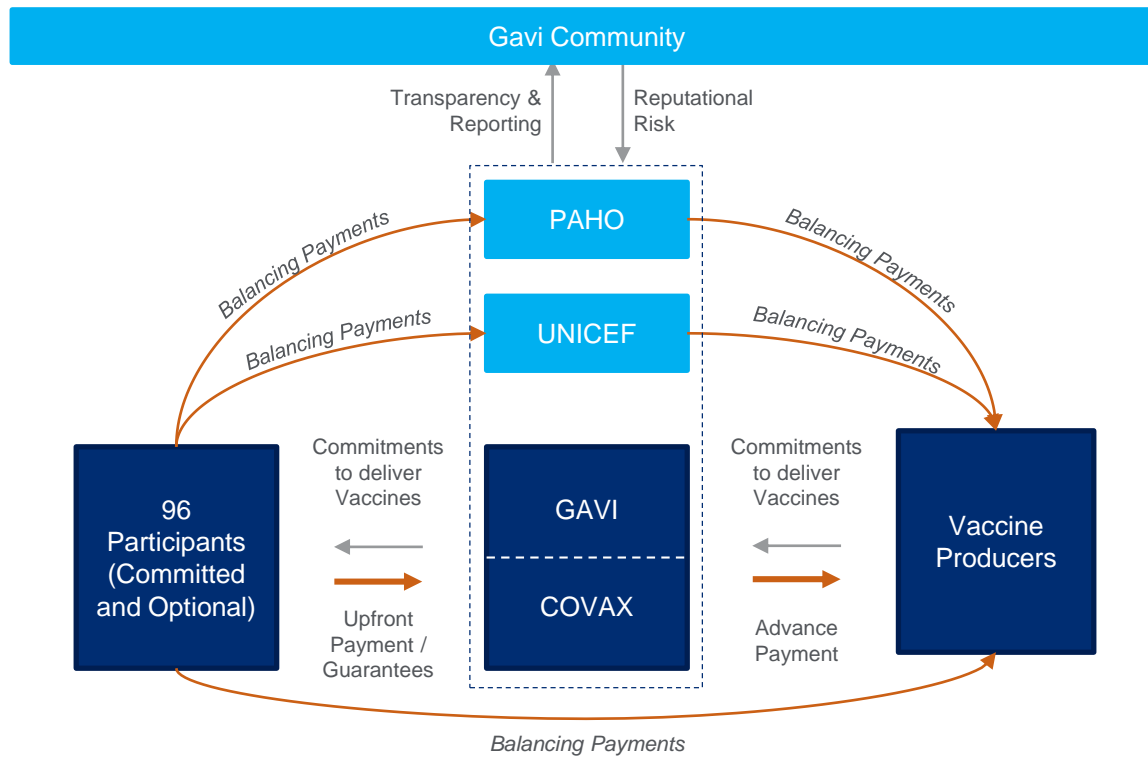 Gavi Community
Transparency &
Reporting
Reputational
Risk
PAHO
Balancing Payments
Balancing Payments
UNICEF
Balancing Payments
Balancing Payments
96
Participants
(Committed
and Optional)
Commitments
to deliver
Vaccines
Upfront
Payment /
Guarantees
GAVI
COVAX
Commitments
to deliver
Vaccines
Advance
Payment
Vaccine
Producers
Balancing Payments